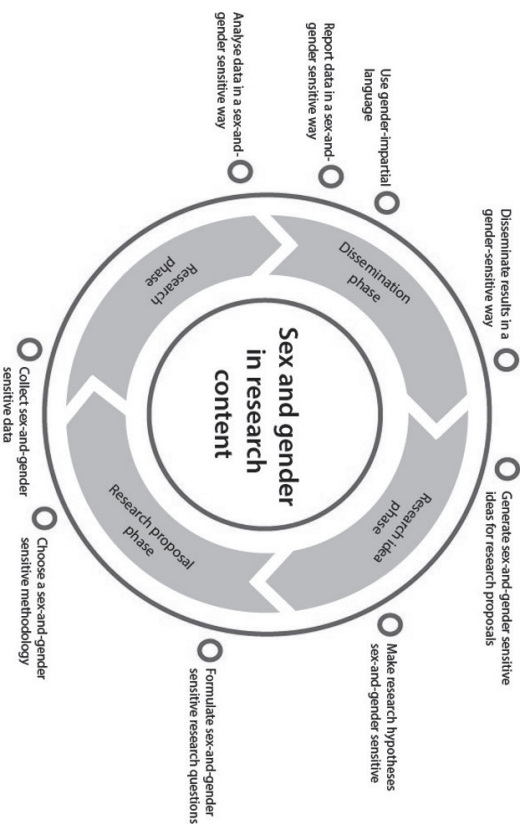 Sex and gender
in research
content
Research idea
phase
Research proposal
phase
Research
phase
Dissemination
phase
Generate sex-and-gender sensitive
ideas for research proposals
Make research hypotheses
sex-and-gender sensitive
Formulate sex-and-gender
sensitive research questions
Choose a sex-and-gender
sensitive methodology
Collect sex-and-gender
sensitive data
Analyse data in a sex-and-
gender sensitive way
Report data in a sex-and-
gender sensitive way
Use gender-impartial
language
Disseminate results in a
gender-sensitive way